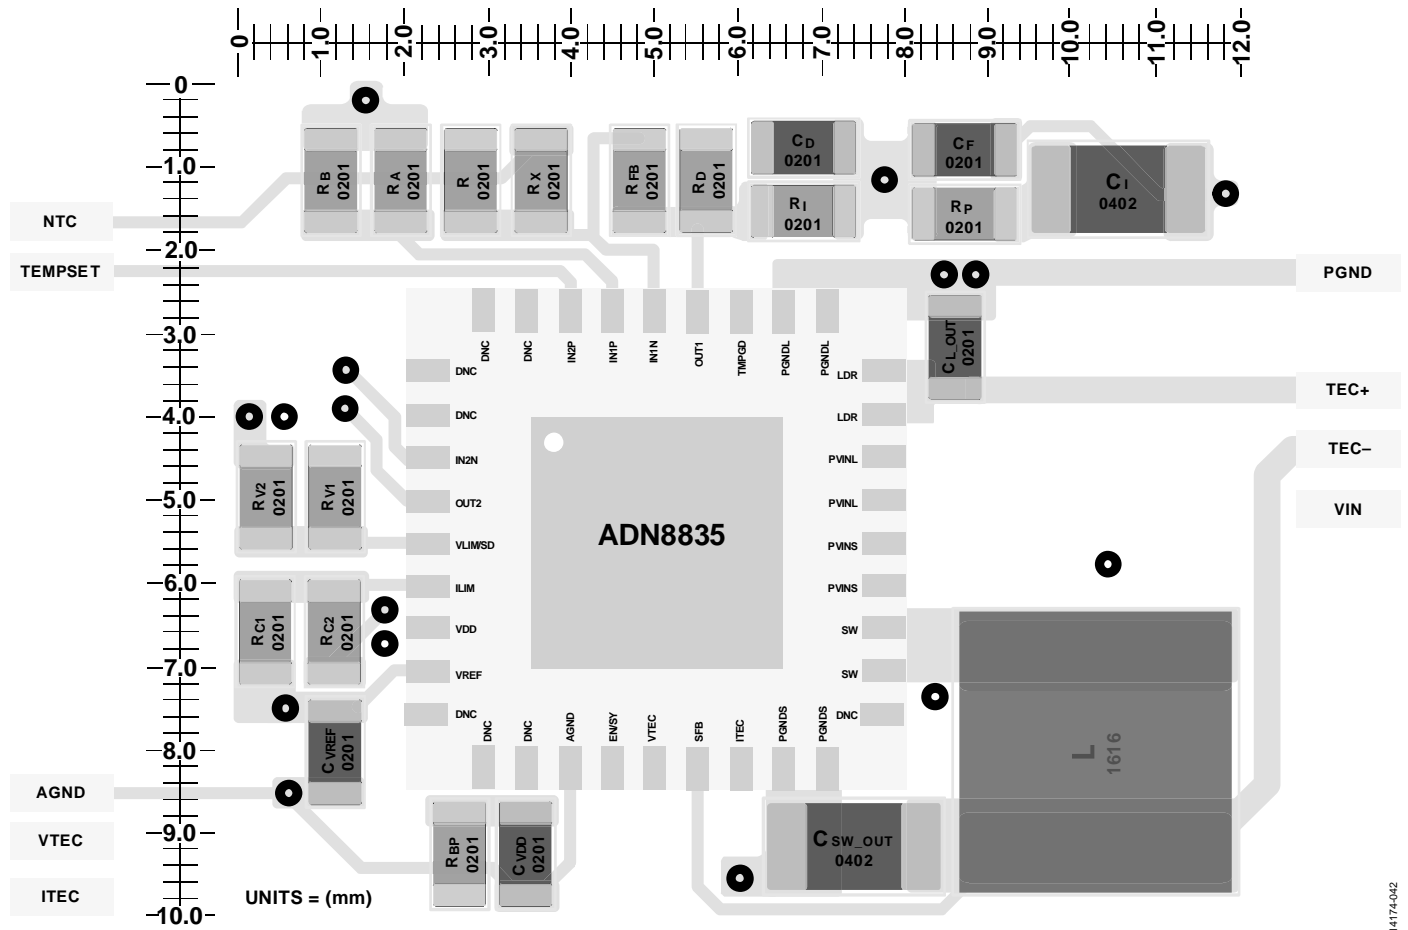 0 1.0 2.0 3.0 4.0 5.0 6.0 7.0 8.0 9.0 10.0 11.0 12.0
0
1.0
2.0
3.0
4.0
5.0
6.0
7.0
8.0
9.0
10.0
NTC
TEMPSET
AGND
VTEC
ITEC
PGND
TEC+
TEC–
VIN
RB 0201
RA 0201
R 0201
RX 0201
RFB 0201
RD 0201
CD
0201
RI
0201
CF
0201
RP
0201
CI
0402
CL_OUT 0201
DNC
DNC
IN2P
IN1P
IN1N
OUT1
TMPGD
PGNDL
PGNDL
DNC
DNC
IN2N
OUT2
VLIM/SD
ILIM
VDD
VREF
DNC
LDR
LDR
PVINL
PVINL
PVINS
PVINS
SW
SW
DNC
DNC
DNC
AGND
EN/SY
VTEC
SFB
ITEC
PGNDS
PGNDS
ADN8835
RV2 0201
RV1 0201
RC1 0201
RC2 0201
CVREF 0201
RBP 0201
CVDD 0201
CSW_OUT
0402
L
1616
UNITS = (mm)
14174-042